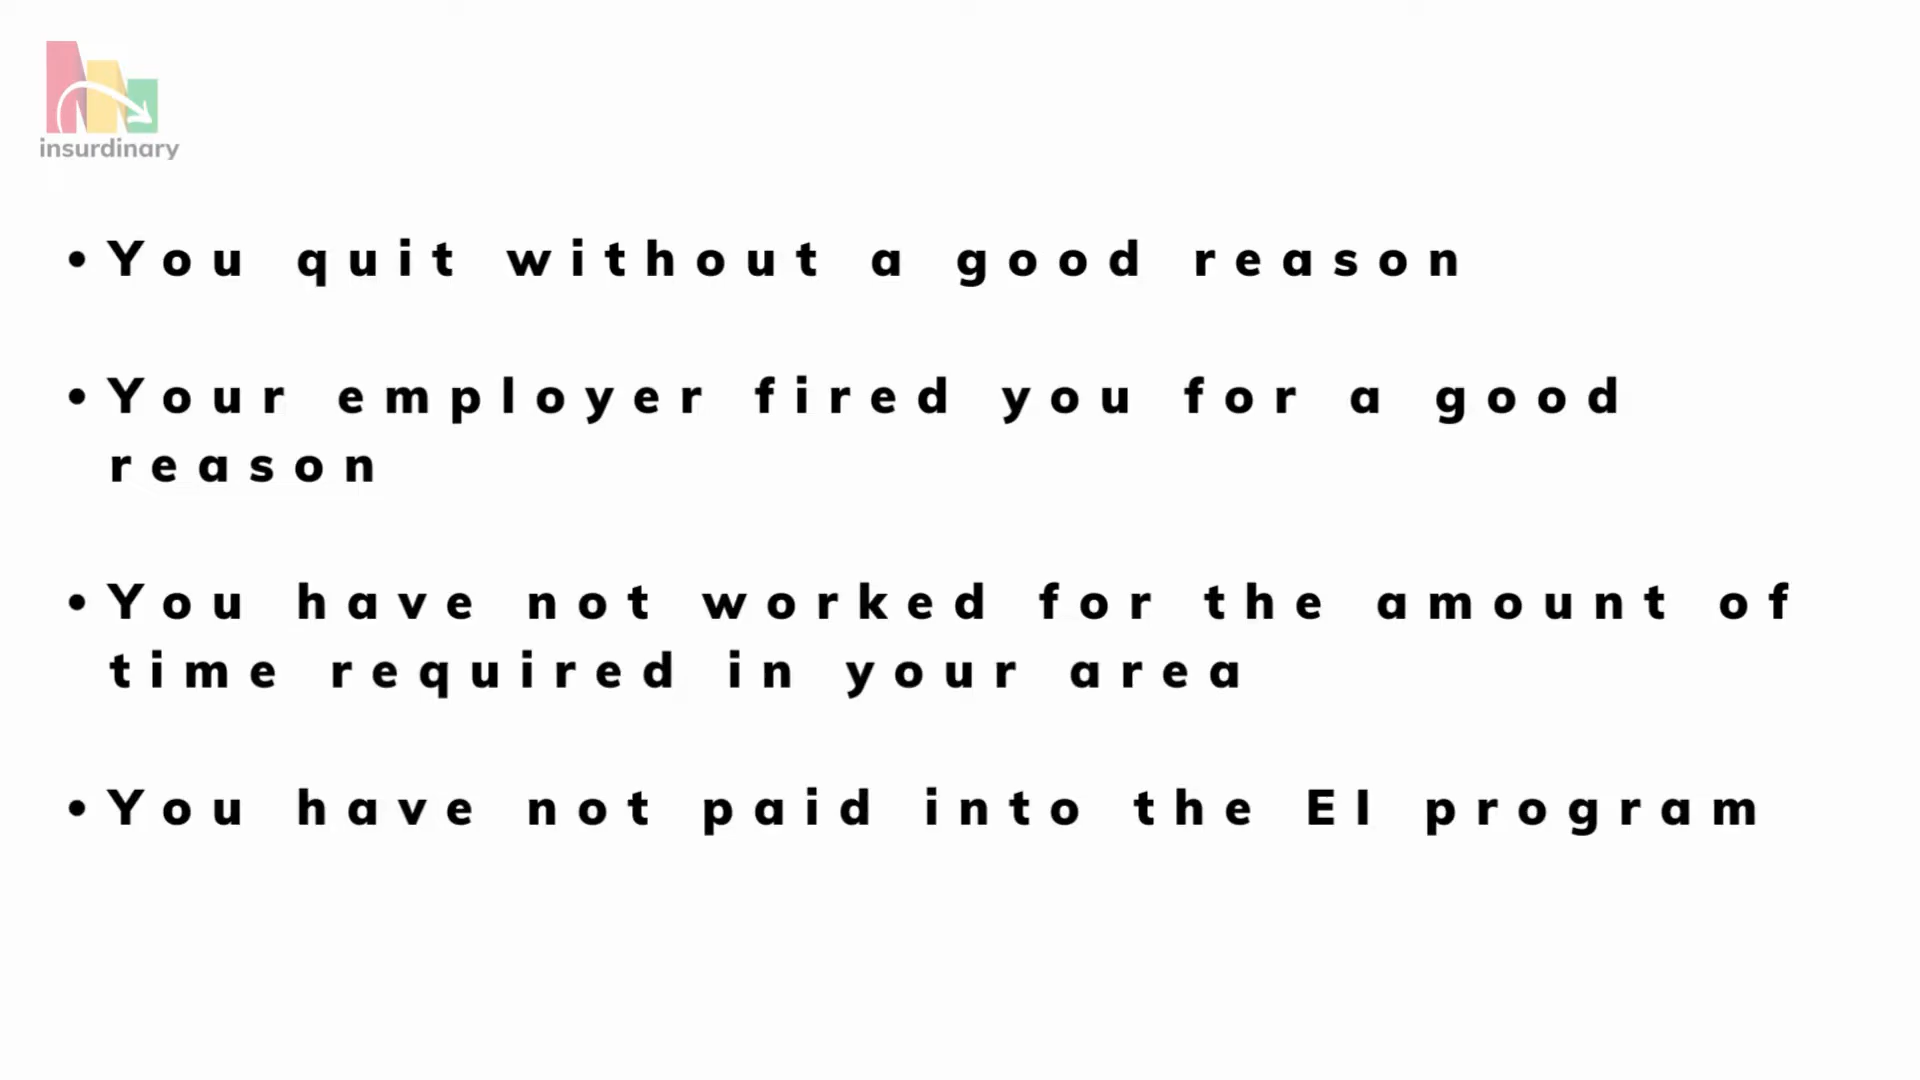 insurdinary
• You quit without a good reason
• Your employer fired you for a good
reason
• You have not worked for the amount of
time required in your area
• You have not paid into the EI program